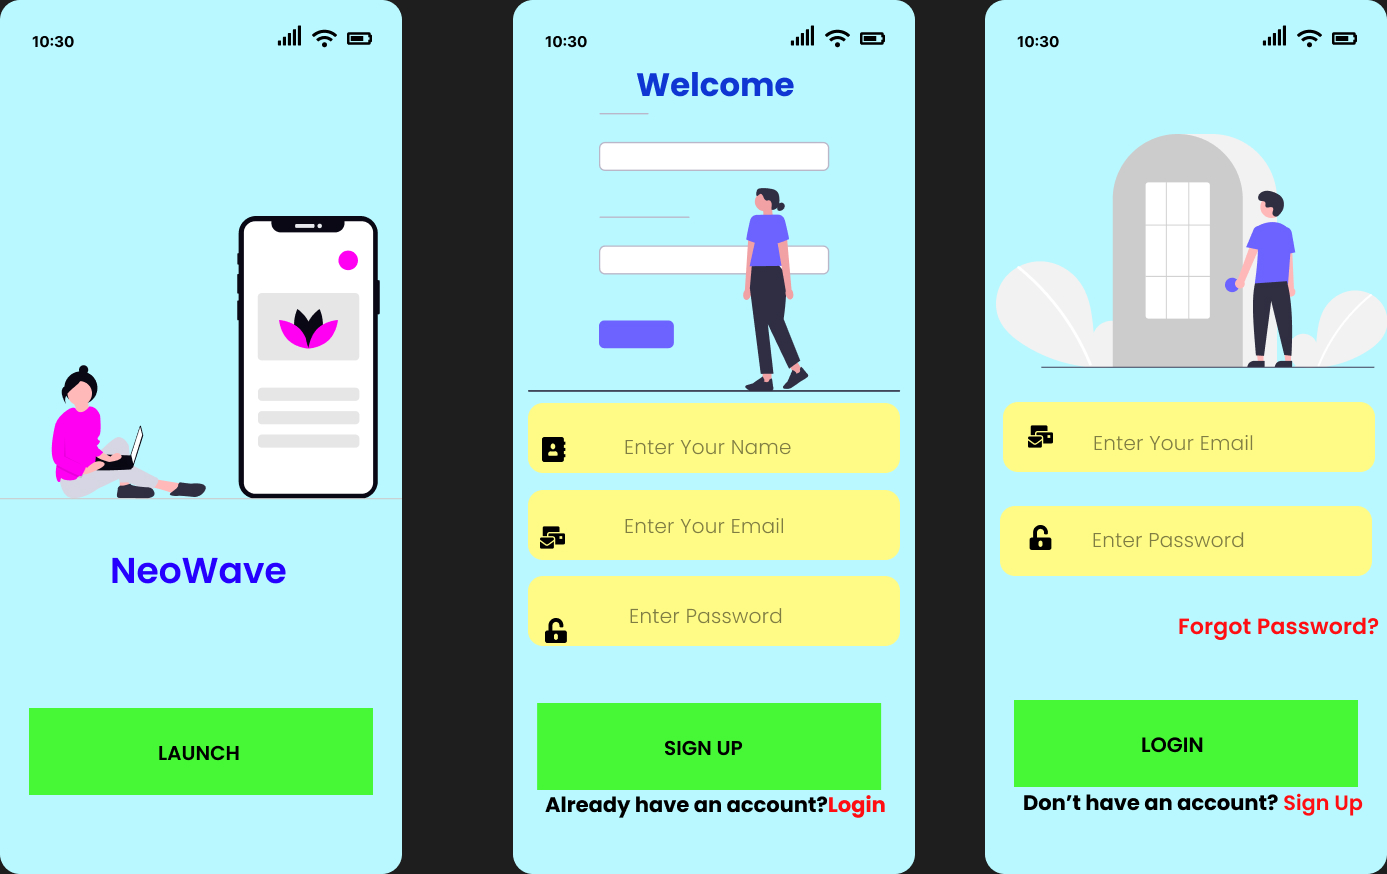 10:30
NeoWave
LAUNCH
10:30
Welcome
Enter Your Name
Enter Your Email
Enter Password
SIGN UP
Already have an account?Login
10:30
Enter Your Email
Enter Password
Forgot Password?
LOGIN
Don’t have an account? Sign Up